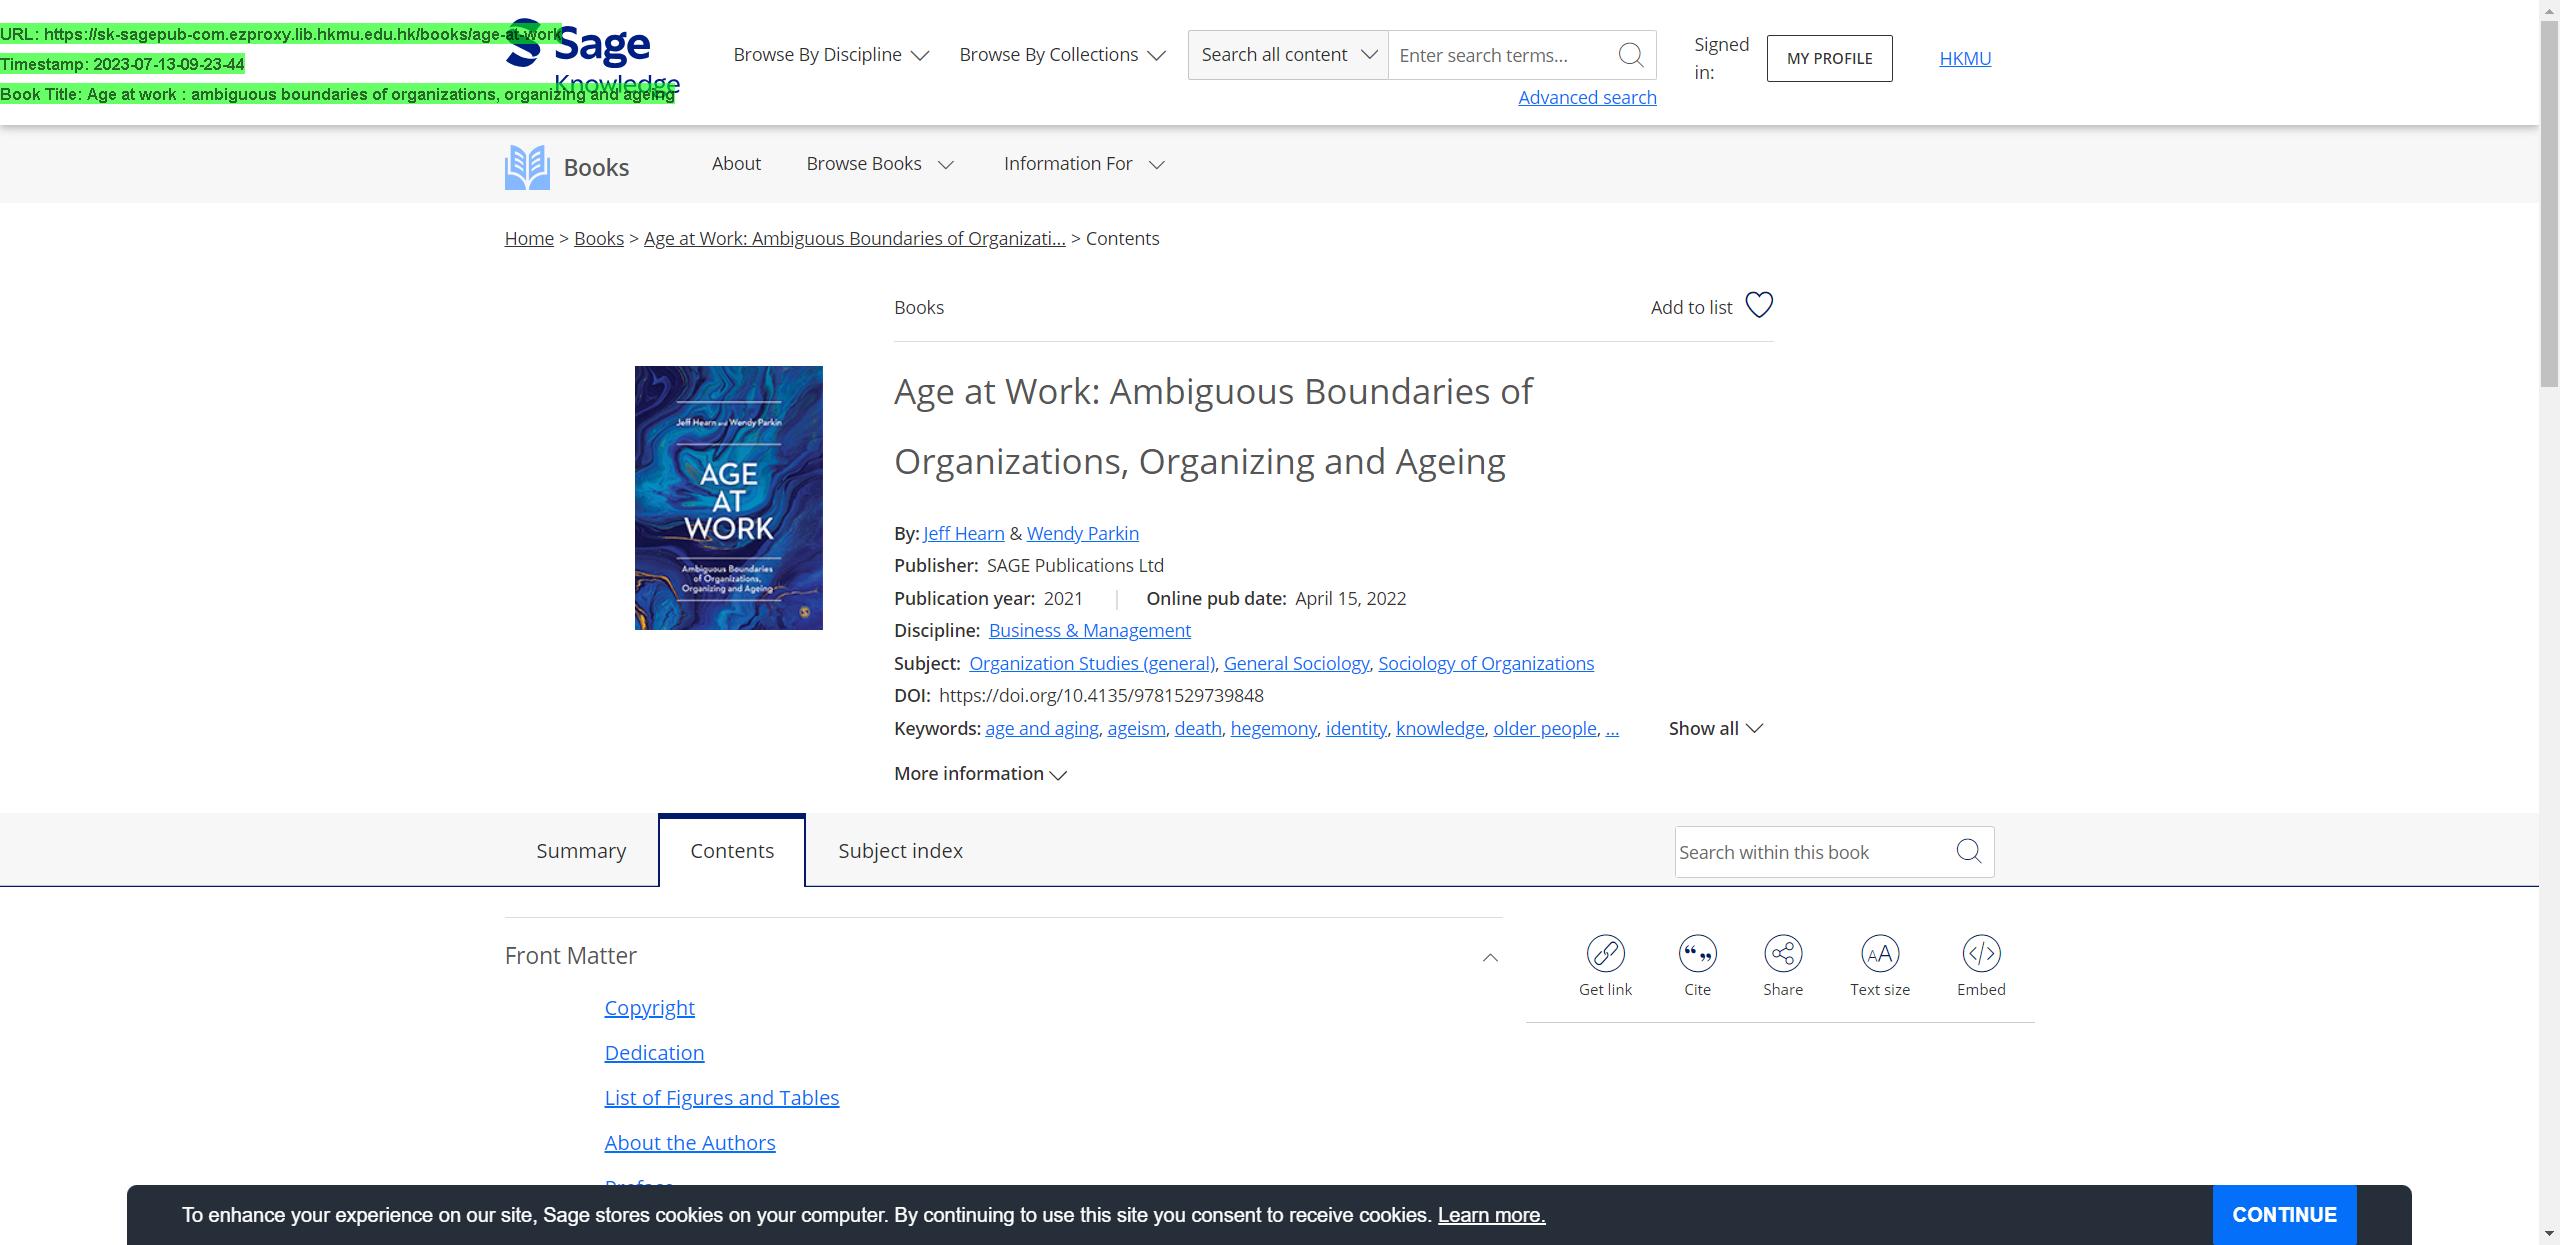 URL: https://sk-sagepub-com.ezproxy.lib.hkmu.edu.hk/books/age-at-work
Timestamp: 2023-07-13-09-23-44
Book Title: Age at work : ambiguous boundaries of organizations, organizing and ageing
Sage
Knowledge
Browse By Discipline
Browse By Collections
Search all content
Enter search terms...
Advanced search
Signed
in:
MY PROFILE
HKMU
Books
About
Browse Books
Information For
Home > Books > Age at Work: Ambiguous Boundaries of Organizati... > Contents
Books
Add to list
Jeff Hearn and Wendy Parkin
AGE
AT
WORK
Ambiguous Boundaries
of Organizations,
Organizing and Ageing
Age at Work: Ambiguous Boundaries of
Organizations, Organizing and Ageing
By: Jeff Hearn & Wendy Parkin
Publisher: SAGE Publications Ltd
Publication year: 2021 | Online pub date: April 15, 2022
Discipline: Business & Management
Subject: Organization Studies (general), General Sociology, Sociology of Organizations
DOI: https://doi.org/10.4135/9781529739848
Keywords: age and aging, ageism, death, hegemony, identity, knowledge, older people, ...
Show all
More information
Summary
Contents
Subject index
Search within this book
Front Matter
Copyright
Dedication
List of Figures and Tables
About the Authors
Preface
Get link
Cite
Share
AA
Text size
Embed
To enhance your experience on our site, Sage stores cookies on your computer. By continuing to use this site you consent to receive cookies. Learn more.
CONTINUE